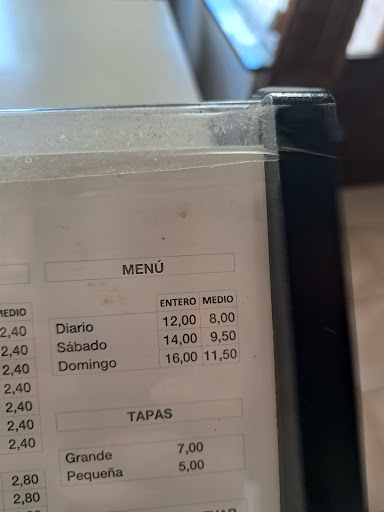 MENÚ
ENTERO MEDIO
Diario 12,00 8,00
Sábado 14,00 9,50
Domingo 16,00 11,50
TAPAS
Grande 7,00
Pequeña 5,00
2,40
2,40
2,40
2,40
2,40
2,40
2,40
2,80
2,80